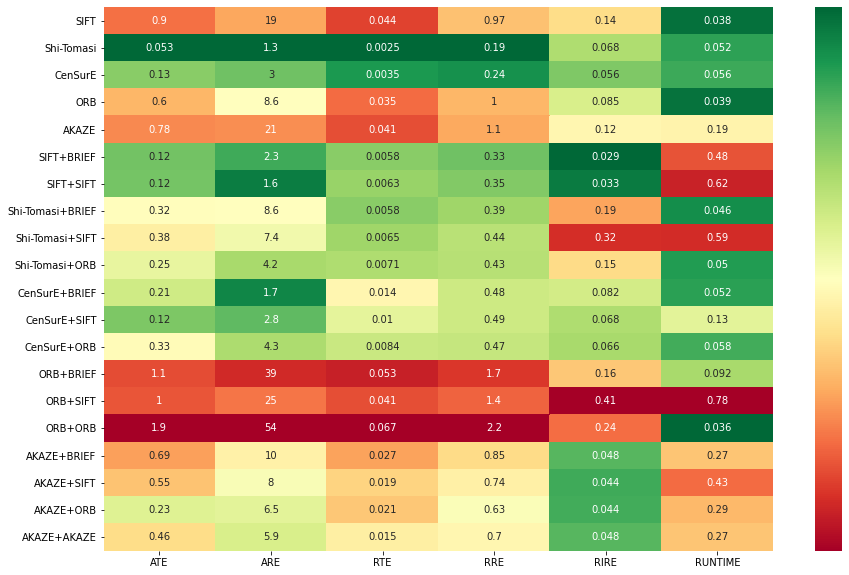 SIFT 0.9 19 0.044 0.97 0.14 0.038
Shi-Tomasi 0.053 1.3 0.0025 0.19 0.068 0.052
CenSurE 0.13 3 0.0035 0.24 0.056 0.056
ORB 0.6 8.6 0.035 1 0.085 0.039
AKAZE 0.78 21 0.041 1.1 0.12 0.19
SIFT+BRIEF 0.12 2.3 0.0058 0.33 0.029 0.48
SIFT+SIFT 0.12 1.6 0.0063 0.35 0.033 0.62
Shi-Tomasi+BRIEF 0.32 8.6 0.0058 0.39 0.19 0.046
Shi-Tomasi+SIFT 0.38 7.4 0.0065 0.44 0.32 0.59
Shi-Tomasi+ORB 0.25 4.2 0.0071 0.43 0.15 0.05
CenSurE+BRIEF 0.21 1.7 0.014 0.48 0.082 0.052
CenSurE+SIFT 0.12 2.8 0.01 0.49 0.068 0.13
CenSurE+ORB 0.33 4.3 0.0084 0.47 0.066 0.058
ORB+BRIEF 1.1 39 0.053 1.7 0.16 0.092
ORB+SIFT 1 25 0.041 1.4 0.41 0.78
ORB+ORB 1.9 54 0.067 2.2 0.24 0.036
AKAZE+BRIEF 0.69 10 0.027 0.85 0.048 0.27
AKAZE+SIFT 0.55 8 0.019 0.74 0.044 0.43
AKAZE+ORB 0.23 6.5 0.021 0.63 0.044 0.29
AKAZE+AKAZE 0.46 5.9 0.015 0.7 0.048 0.27
ATE ARE RTE RRE RIRE RUNTIME